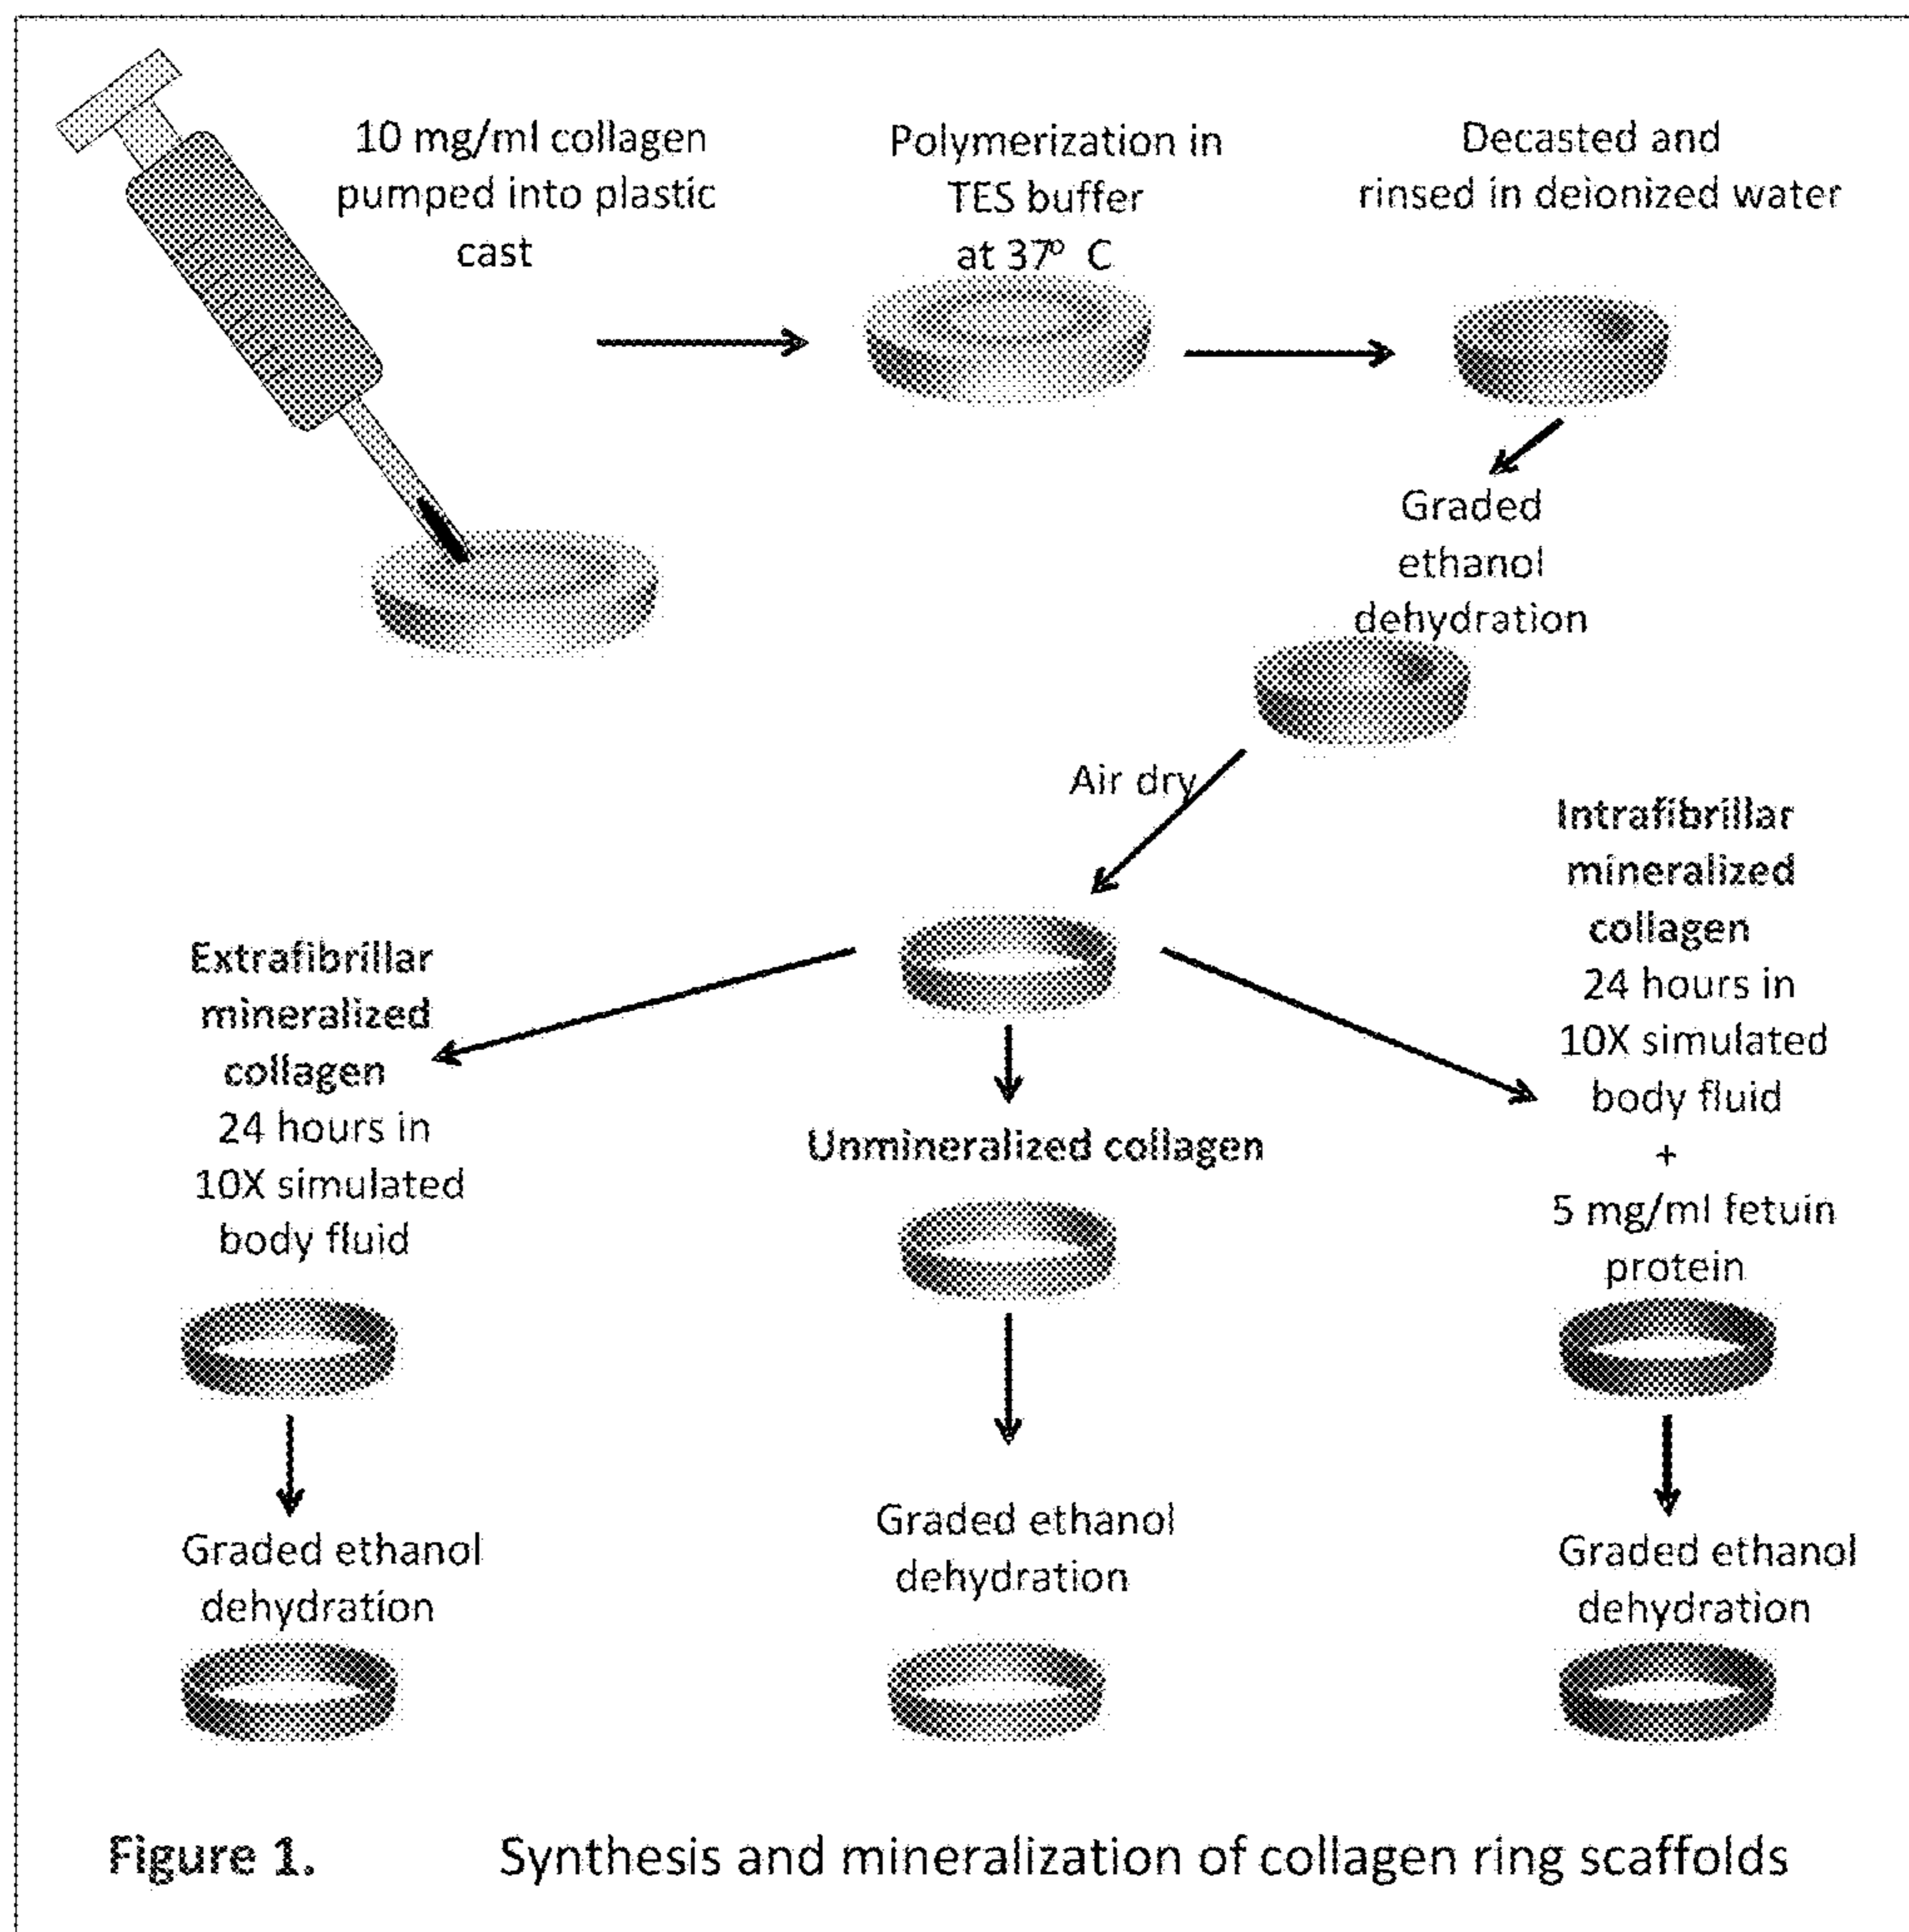 10 mg/ml collagen
pumped into plastic
cast
Polymerization in
TES buffer
at 37º C
Decasted and
rinsed in deionized water
Graded
ethanol
dehydration
Air dry
Extrafibrillar
mineralized
collagen
24 hours in
10X simulated
body fluid
Unmineralized collagen
Intrafibrillar
mineralized
collagen
24 hours in
10X simulated
body fluid
+
5 mg/ml fetuin
protein
Graded ethanol
dehydration
Graded ethanol
dehydration
Graded ethanol
dehydration
Figure 1. Synthesis and mineralization of collagen ring scaffolds